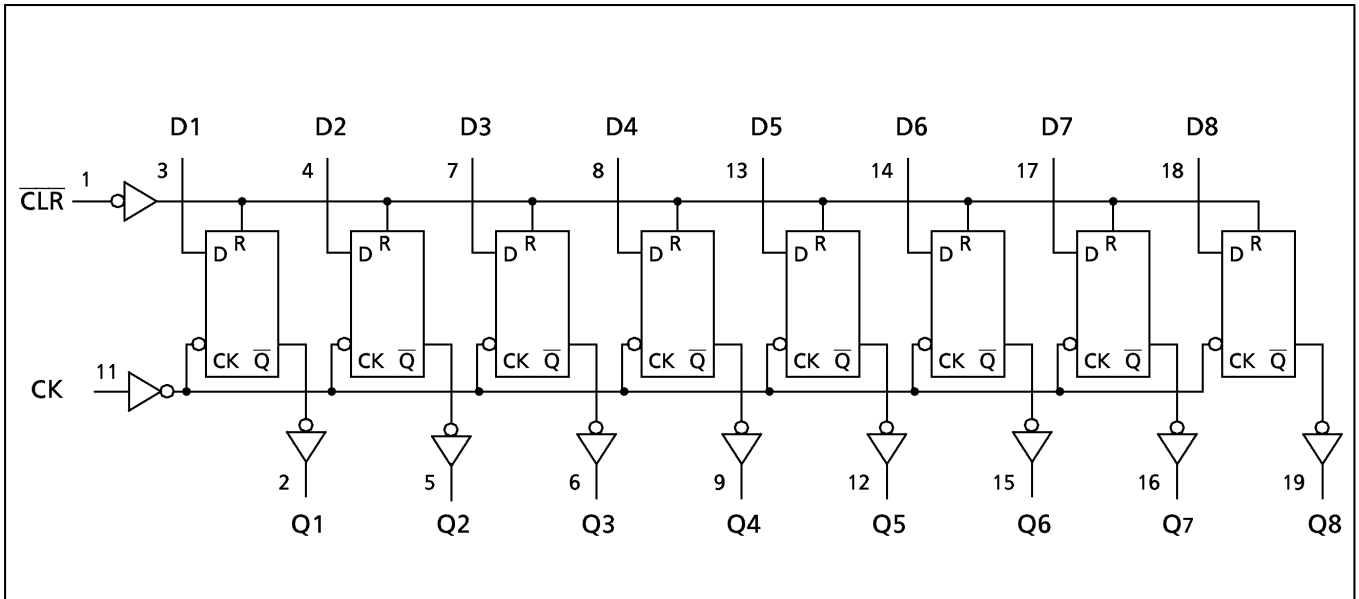 D1 D2 D3 D4 D5 D6 D7 D8
3 4 7 8 13 14 17 18
C̅L̅R̅ 1
R R R R R R R R
D D D D D D D D
CK Q̅ CK Q̅ CK Q̅ CK Q̅ CK Q̅ CK Q̅ CK Q̅ CK Q̅
CK 11
2 5 6 9 12 15 16 19
Q1 Q2 Q3 Q4 Q5 Q6 Q7 Q8